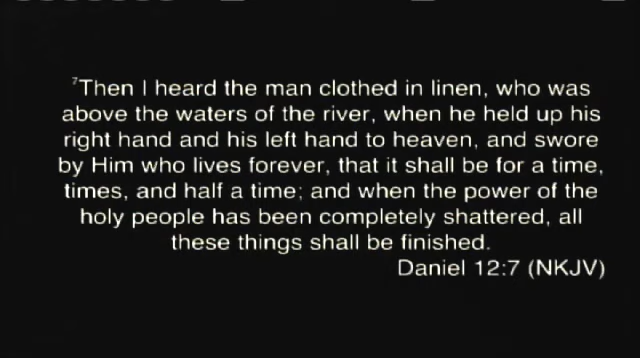 ⁷Then I heard the man clothed in linen, who was
above the waters of the river, when he held up his
right hand and his left hand to heaven, and swore
by Him who lives forever, that it shall be for a time,
times, and half a time; and when the power of the
holy people has been completely shattered, all
these things shall be finished.
Daniel 12:7 (NKJV)